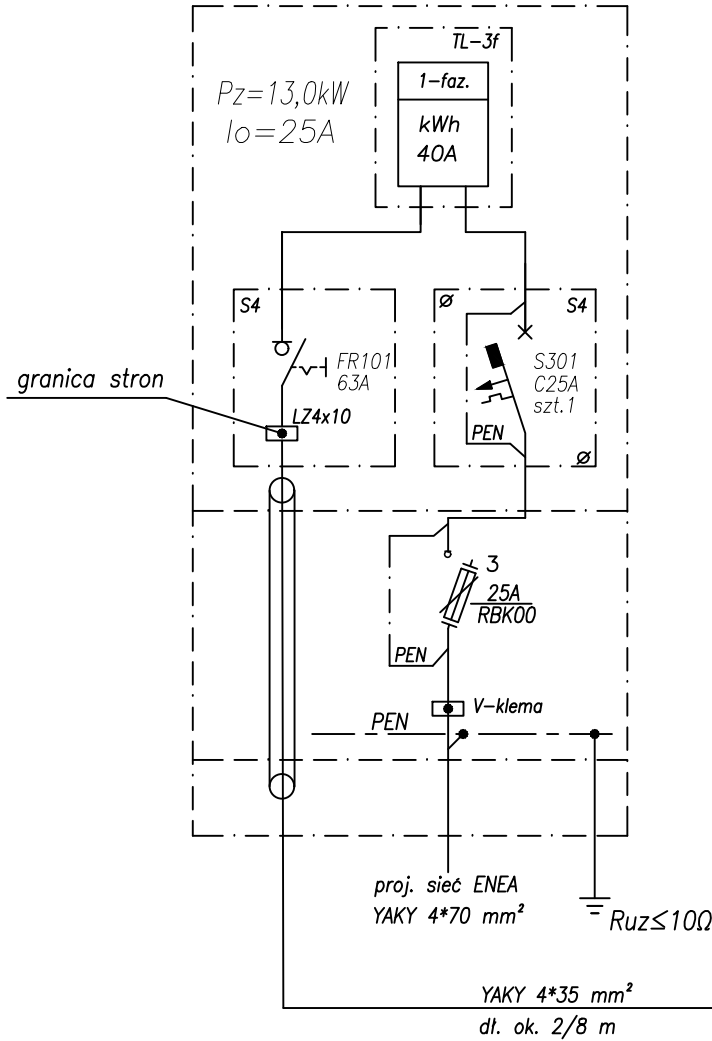 TL-3f
Pz=13,0kW
Io=25A
1-faz.
kWh
40A
S4
S4
FR101
63A
S301
C25A
szt.1
granica stron
LZ4x10
PEN
3
25A
RBK00
PEN
V-klema
PEN
proj. sieć ENEA
YAKY 4*70 mm²
Ruz≤10Ω
YAKY 4*35 mm²
dł. ok. 2/8 m